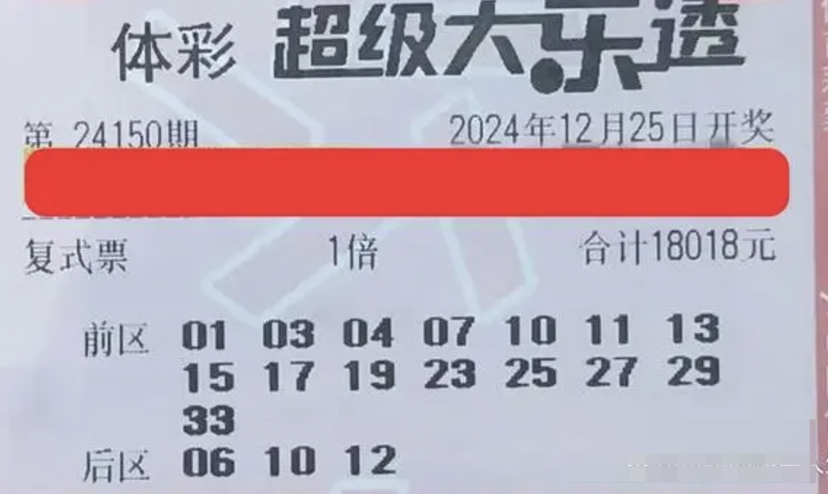 体彩 超级大乐透
第 24150期 2024年12月25日开奖
复式票 1倍 合计18018元
前区 01 03 04 07 10 11 13
15 17 19 23 25 27 29
33
后区 06 10 12